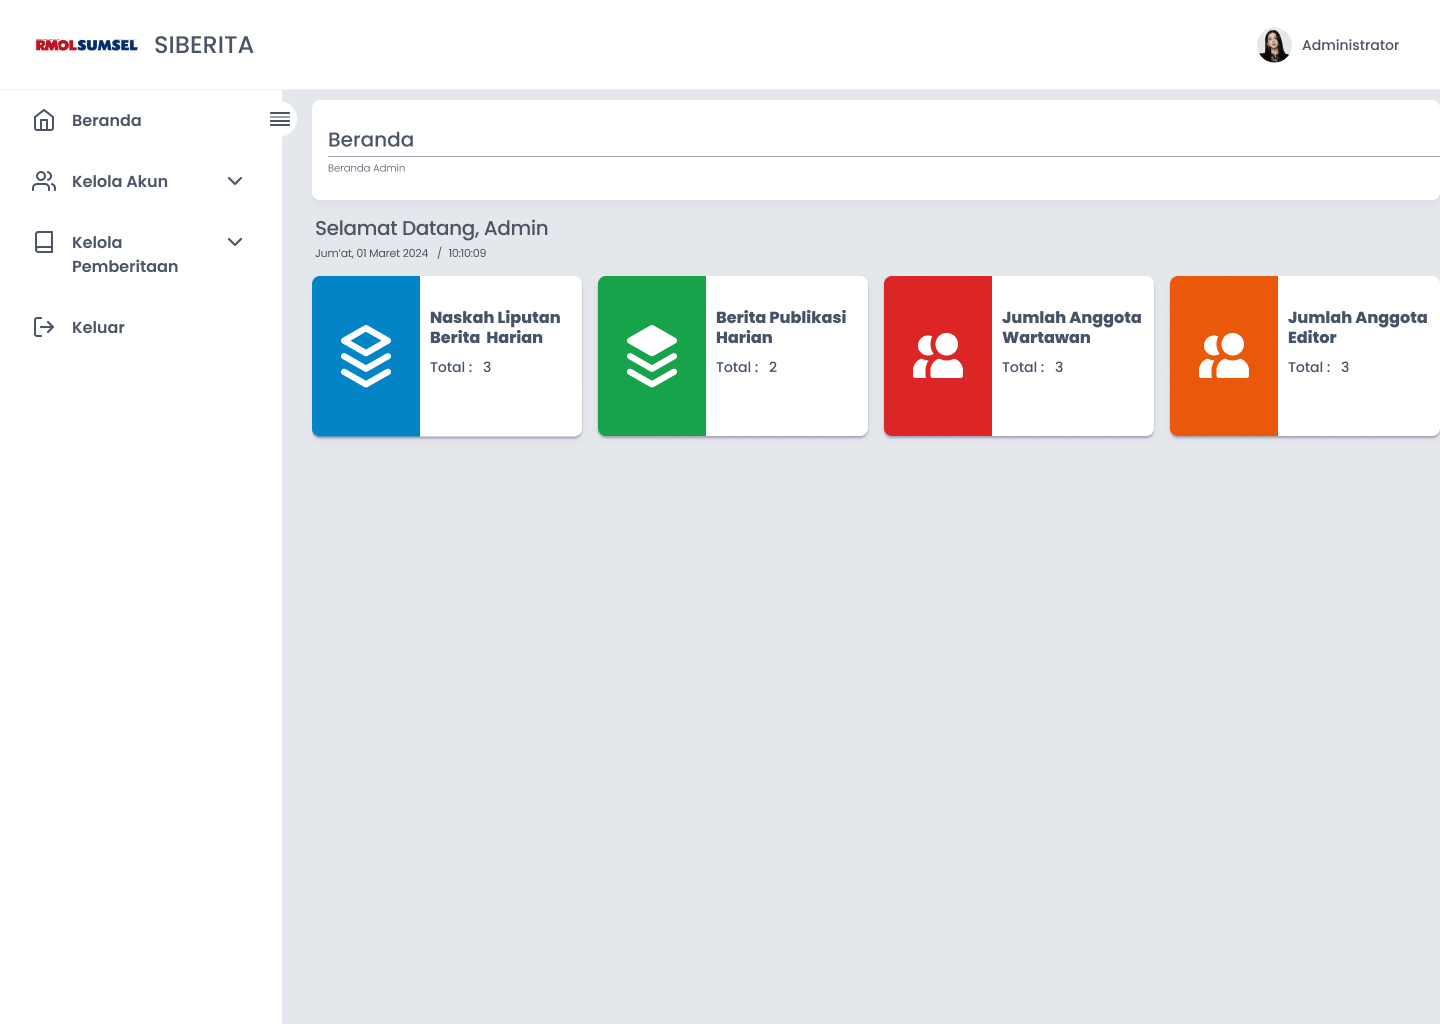 RMOLSUMSEL
SIBERITA
Administrator
Beranda
Kelola Akun
Kelola
Pemberitaan
Keluar
Beranda
Beranda Admin
Selamat Datang, Admin
Jum'at, 01 Maret 2024 / 10:10:09
Naskah Liputan
Berita Harian
Total : 3
Berita Publikasi
Harian
Total : 2
Jumlah Anggota
Wartawan
Total : 3
Jumlah Anggota
Editor
Total : 3